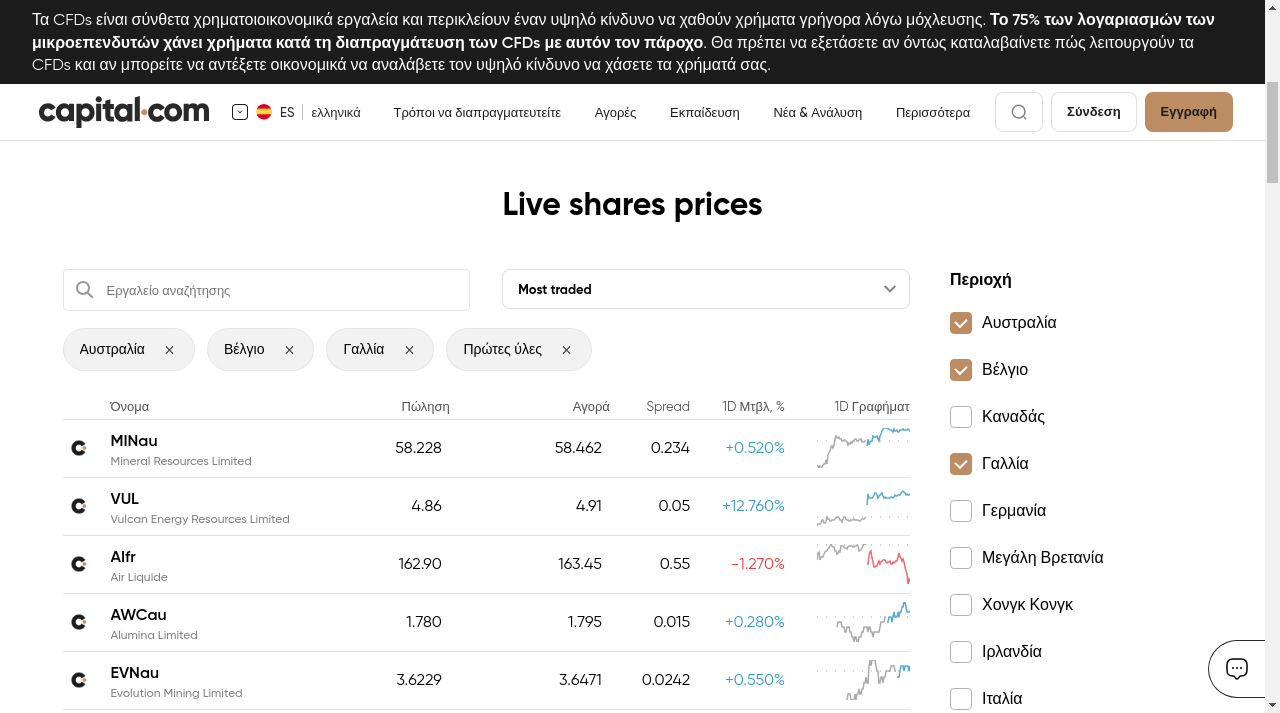 Τα CFDs είναι σύνθετα χρηματοοικονομικά εργαλεία και περικλείουν έναν υψηλό κίνδυνο να χαθούν χρήματα γρήγορα λόγω μόχλευσης. Το 75% των λογαριασμών των
μικροεπενδυτών χάνει χρήματα κατά τη διαπραγμάτευση των CFDs με αυτόν τον πάροχο. Θα πρέπει να εξετάσετε αν όντως καταλαβαίνετε πώς λειτουργούν τα
CFDs και αν μπορείτε να αντέξετε οικονομικά να αναλάβετε τον υψηλό κίνδυνο να χάσετε τα χρήματά σας.
capital.com ES ελληνικά Τρόποι να διαπραγματευτείτε Αγορές Εκπαίδευση Νέα & Ανάλυση Περισσότερα Σύνδεση Εγγραφή
Live shares prices
Εργαλείο αναζήτησης Most traded
Αυστραλία Βέλγιο Γαλλία Πρώτες ύλες
Όνομα Πώληση Αγορά Spread 1D Μτβλ, % 1D Γραφήματ
MINau 58.228 58.462 0.234 +0.520%
Mineral Resources Limited
VUL 4.86 4.91 0.05 +12.760%
Vulcan Energy Resources Limited
AIfr 162.90 163.45 0.55 -1.270%
Air Liquide
AWCau 1.780 1.795 0.015 +0.280%
Alumina Limited
EVNau 3.6229 3.6471 0.0242 +0.550%
Evolution Mining Limited
Περιοχή
Αυστραλία
Βέλγιο
Καναδάς
Γαλλία
Γερμανία
Μεγάλη Βρετανία
Χονγκ Κονγκ
Ιρλανδία
Ιταλία